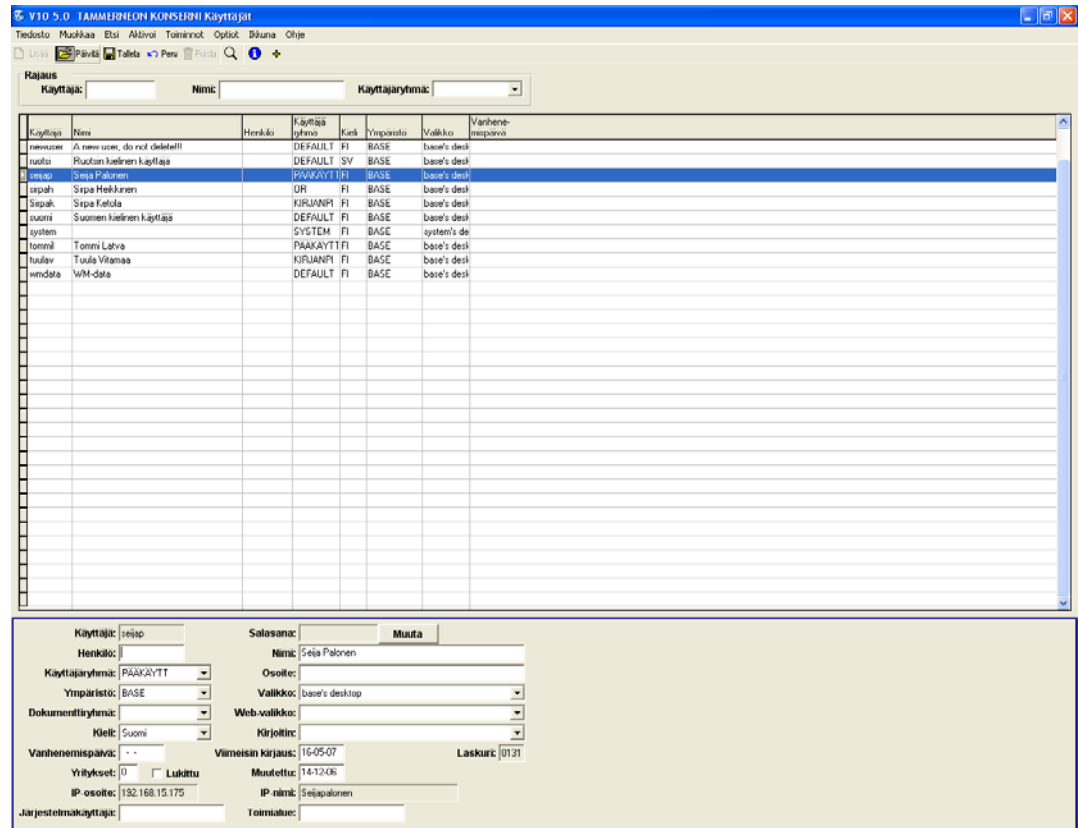 V10 5.0 TAMMERNEON KONSERNI Käyttäjät
Tiedosto Muokkaa Etsi Aktivoi Toiminnot Optiot Ikkuna Ohje
Lisää Päivitä Talleta Peru Poista
Rajaus
Käyttäjä: Nimi: Käyttäjäryhmä:
Käyttäjä Nimi Henkilö Käyttäjä ryhmä Kieli Ympäristö Valikko Vanhene- mispäivä
newuser A new user, do not delete!!! DEFAULT FI BASE base's desk
ruotsi Ruotsin kielinen käyttäjä DEFAULT SV BASE base's desk
seijap Seija Palonen PÄÄKÄYTT FI BASE base's desk
sirpah Sirpa Heikkinen OR FI BASE base's desk
Sirpak Sirpa Ketola KIRJANPI FI BASE base's desk
suomi Suomen kielinen käyttäjä DEFAULT FI BASE base's desk
system SYSTEM FI BASE system's de
tommil Tommi Latva PÄÄKÄYTT FI BASE base's desk
tuulav Tuula Viitamaa KIRJANPI FI BASE base's desk
wmdata WM-data DEFAULT FI BASE base's desk
Käyttäjä: seijap Salasana: Muuta
Henkilö: Nimi: Seija Palonen
Käyttäjäryhmä: PÄÄKÄYTT Osoite:
Ympäristö: BASE Valikko: base's desktop
Dokumenttiryhmä: Web-valikko:
Kieli: Suomi Kirjoitin:
Vanhenemispäivä: - - Viimeisin kirjaus: 16-05-07 Laskuri: 0131
Yritykset: 0 Lukittu Muutettu: 14-12-06
IP-osoite: 192.168.15.175 IP-nimi: Seijapalonen
Järjestelmäkäyttäjä: Toimialue: